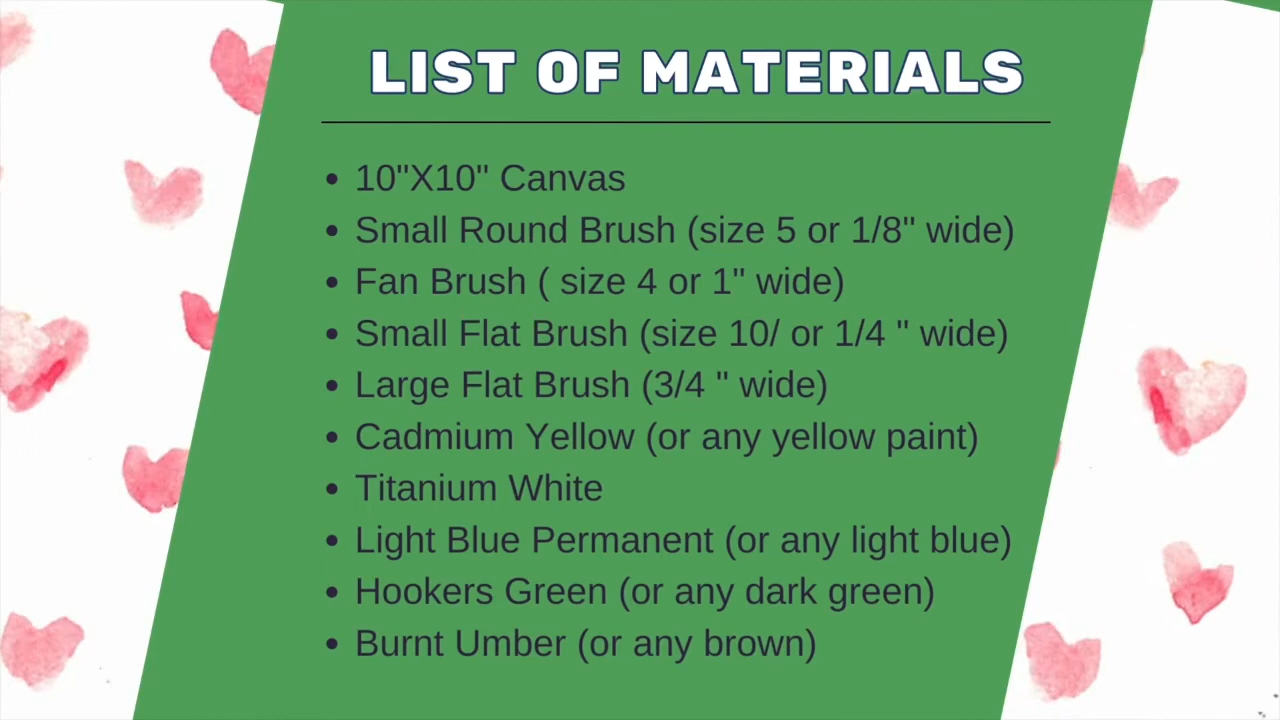 LIST OF MATERIALS
• 10"X10" Canvas
• Small Round Brush (size 5 or 1/8" wide)
• Fan Brush ( size 4 or 1" wide)
• Small Flat Brush (size 10/ or 1/4 " wide)
• Large Flat Brush (3/4 " wide)
• Cadmium Yellow (or any yellow paint)
• Titanium White
• Light Blue Permanent (or any light blue)
• Hookers Green (or any dark green)
• Burnt Umber (or any brown)